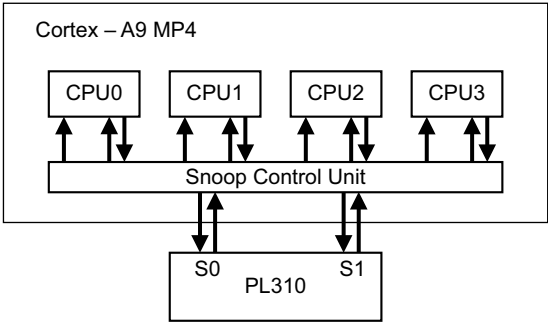 Cortex – A9 MP4
CPU0 CPU1 CPU2 CPU3
Snoop Control Unit
S0 S1
PL310